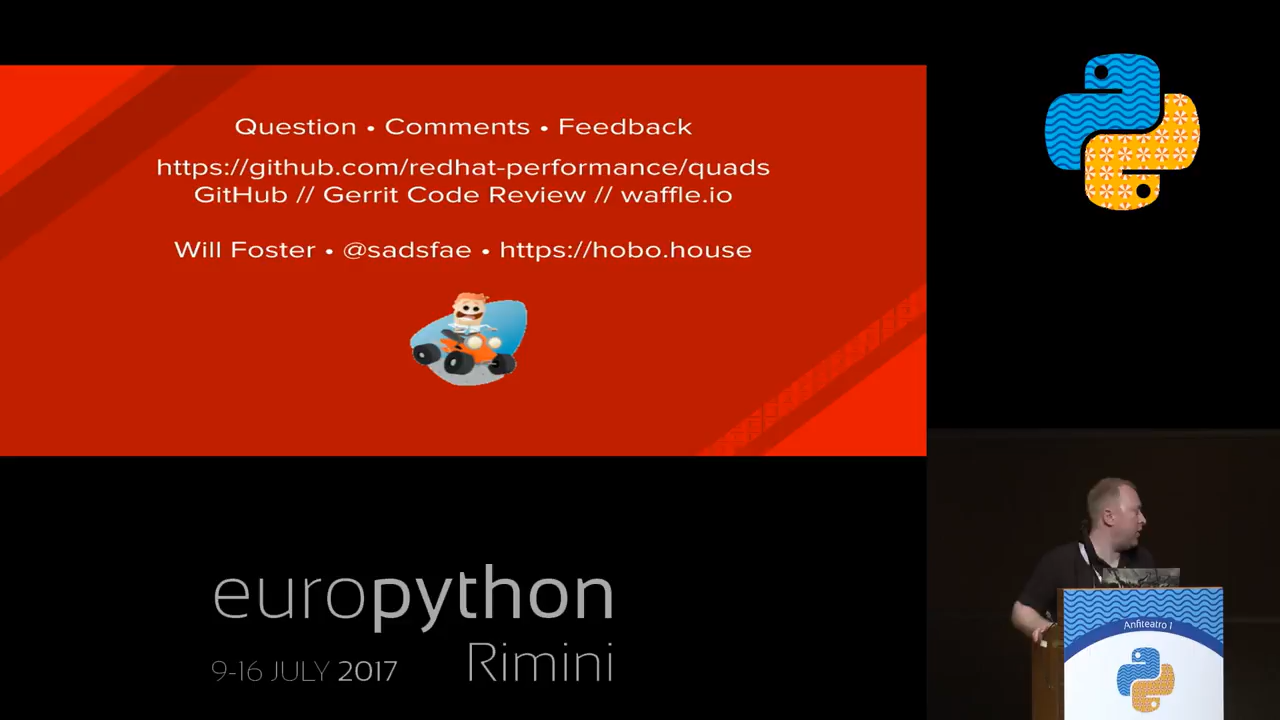 Question • Comments • Feedback
https://github.com/redhat-performance/quads
GitHub // Gerrit Code Review // waffle.io
Will Foster • @sadsfae • https://hobo.house
europython
9-16 JULY 2017
Rimini
Anfiteatro 1